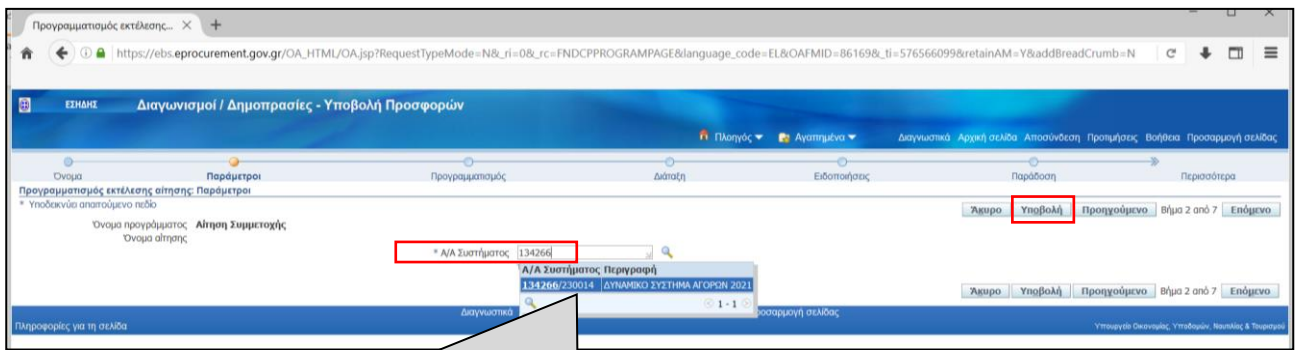 Προγραμματισμός εκτέλεσης... × +
https://ebs.eprocurement.gov.gr/OA_HTML/OA.jsp?RequestTypeMode=N&_ri=0&_rc=FNDCPPROGRAMPAGE&language_code=EL&OAFMID=86169&_ti=576566099&retainAM=Y&addBreadCrumb=N
ΕΣΗΔΗΣ Διαγωνισμοί / Δημοπρασίες - Υποβολή Προσφορών
Πλοηγός Αγαπημένα Διαγνωστικά Αρχική σελίδα Αποσύνδεση Προτιμήσεις Βοήθεια Προσαρμογή σελίδας
Όνομα Παράμετροι Προγραμματισμός Διάταξη Ειδοποιήσεις Παράδοση Περισσότερα
Προγραμματισμός εκτέλεσης αίτησης: Παράμετροι
* Υποδεικνύει απαιτούμενο πεδίο
Άκυρο Υποβολή Προηγούμενο Βήμα 2 από 7 Επόμενο
Όνομα προγράμματος Αίτηση Συμμετοχής
Όνομα αίτησης
* Α/Α Συστήματος 134266
Α/Α Συστήματος Περιγραφή
134266/230014 ΔΥΝΑΜΙΚΟ ΣΥΣΤΗΜΑ ΑΓΟΡΩΝ 2021
1 - 1
Άκυρο Υποβολή Προηγούμενο Βήμα 2 από 7 Επόμενο
Διαγνωστικά ροσαρμογή σελίδας
Πληροφορίες για τη σελίδα
Υπουργείο Οικονομίας, Υποδομών, Ναυτιλίας & Τουρισμού